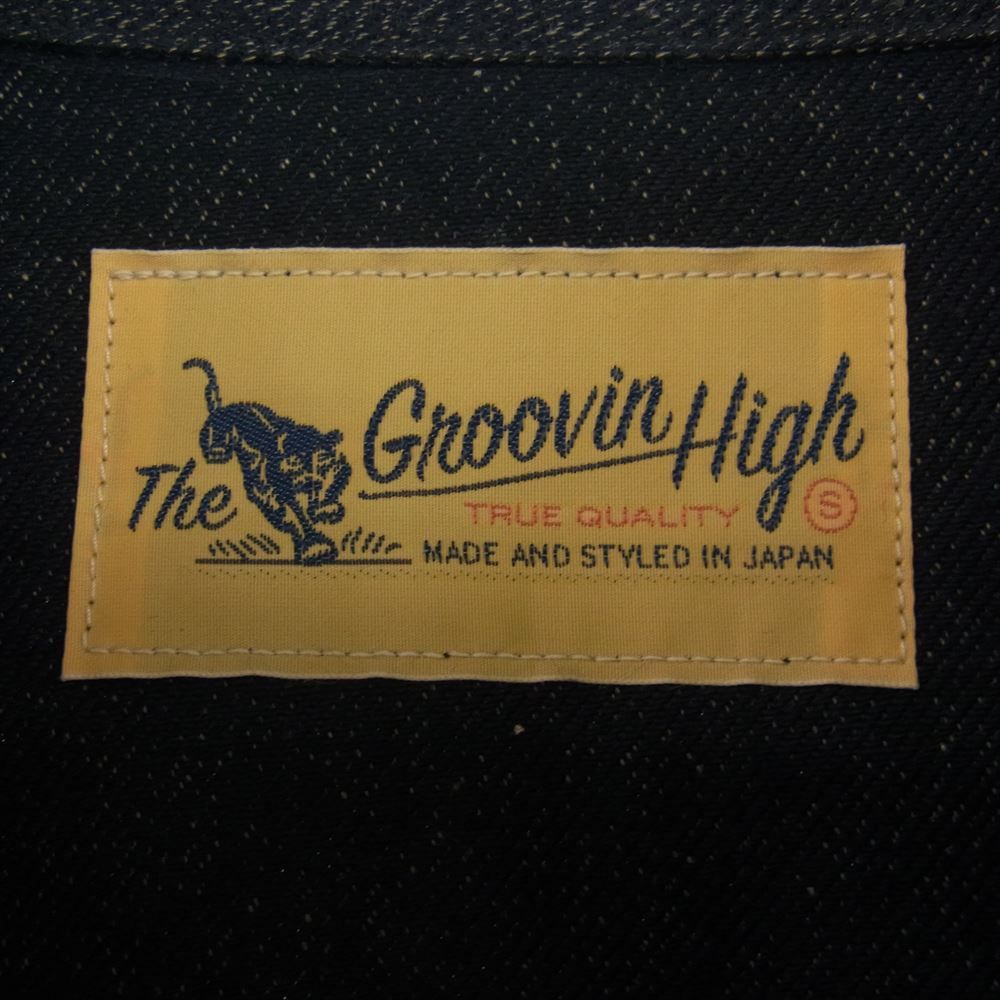 The Groovin High
TRUE QUALITY S
MADE AND STYLED IN JAPAN